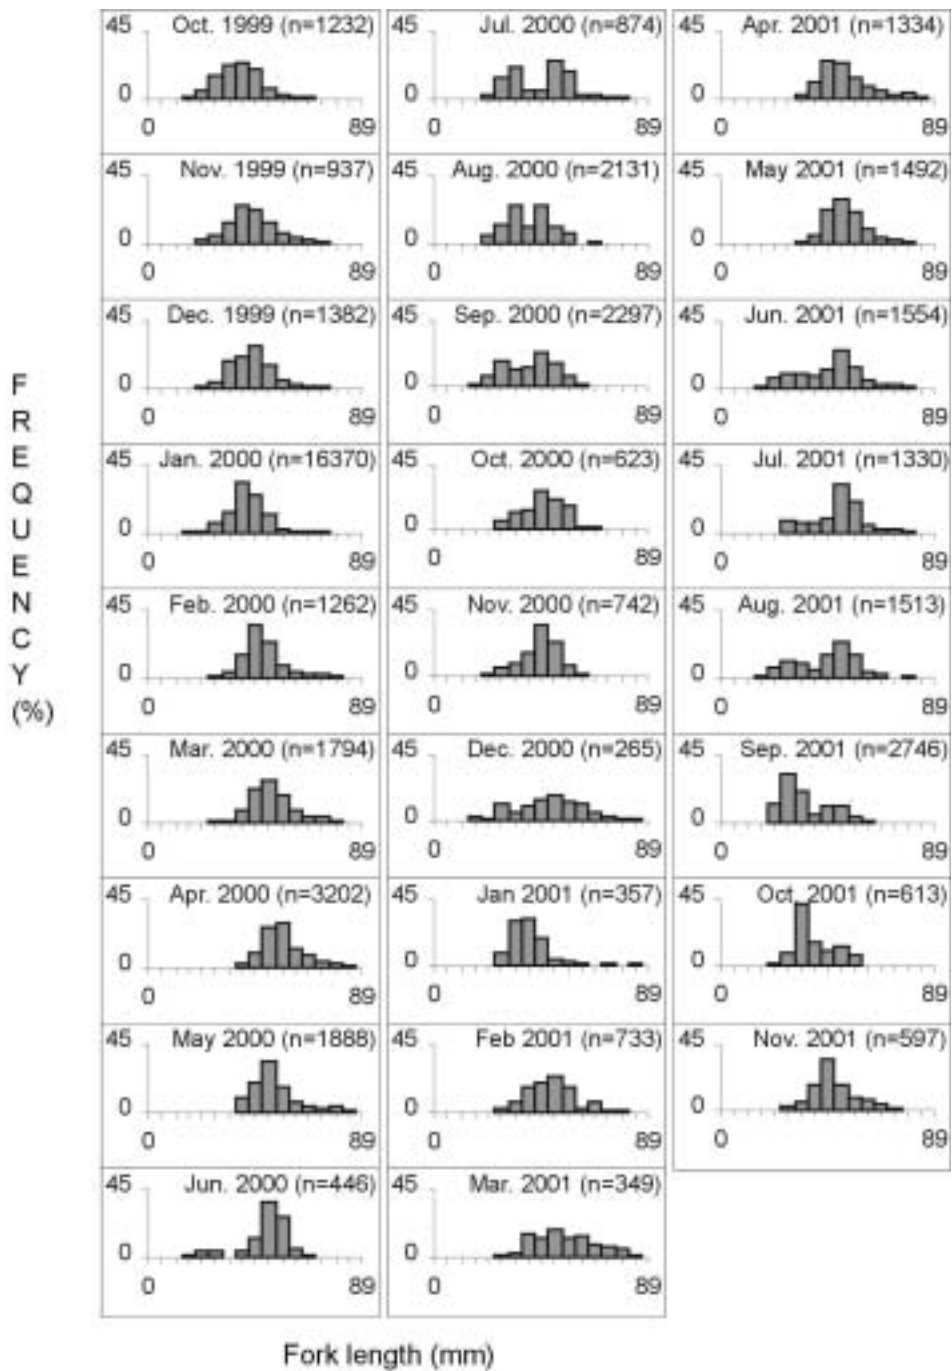 45
Oct. 1999 (n=1232)
0
0 89
45
Jul. 2000 (n=874)
0
0 89
45
Apr. 2001 (n=1334)
0
0 89
45
Nov. 1999 (n=937)
0
0 89
45
Aug. 2000 (n=2131)
0
0 89
45
May 2001 (n=1492)
0
0 89
45
Dec. 1999 (n=1382)
0
0 89
45
Sep. 2000 (n=2297)
0
0 89
45
Jun. 2001 (n=1554)
0
0 89
45
Jan. 2000 (n=16370)
0
0 89
45
Oct. 2000 (n=623)
0
0 89
45
Jul. 2001 (n=1330)
0
0 89
45
Feb. 2000 (n=1262)
0
0 89
45
Nov. 2000 (n=742)
0
0 89
45
Aug. 2001 (n=1513)
0
0 89
45
Mar. 2000 (n=1794)
0
0 89
45
Dec. 2000 (n=265)
0
0 89
45
Sep. 2001 (n=2746)
0
0 89
45
Apr. 2000 (n=3202)
0
0 89
45
Jan 2001 (n=357)
0
0 89
45
Oct. 2001 (n=613)
0
0 89
45
May 2000 (n=1888)
0
0 89
45
Feb 2001 (n=733)
0
0 89
45
Nov. 2001 (n=597)
0
0 89
45
Jun. 2000 (n=446)
0
0 89
45
Mar. 2001 (n=349)
0
0 89
F
R
E
Q
U
E
N
C
Y
(%)
Fork length (mm)